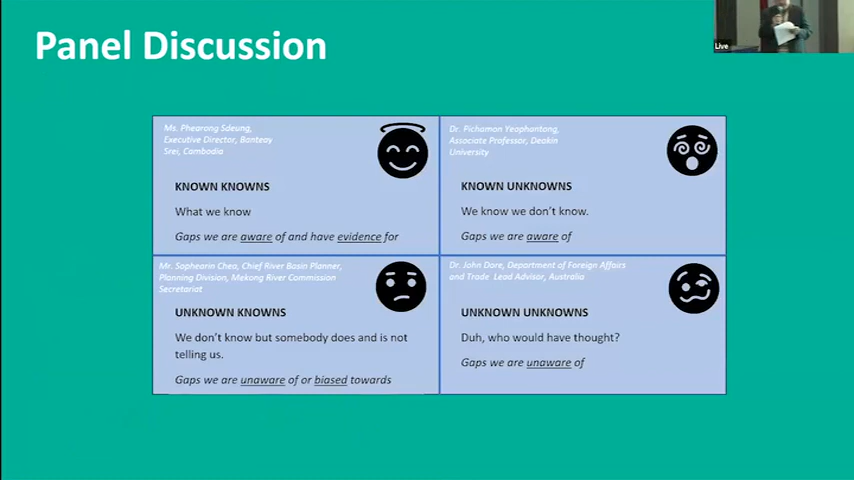 Panel Discussion
Live
Ms. Phearong Sdeung,
Executive Director, Banteay
Srei, Cambodia
KNOWN KNOWNS
What we know
Gaps we are aware of and have evidence for
Dr. Pichamon Yeophantong,
Associate Professor, Deakin
University
KNOWN UNKNOWNS
We know we don’t know.
Gaps we are aware of
Mr. Sophearin Chea, Chief River Basin Planner,
Planning Division, Mekong River Commission
Secretariat
UNKNOWN KNOWNS
We don’t know but somebody does and is not
telling us.
Gaps we are unaware of or biased towards
Dr. John Dore, Department of Foreign Affairs
and Trade Lead Advisor, Australia
UNKNOWN UNKNOWNS
Duh, who would have thought?
Gaps we are unaware of